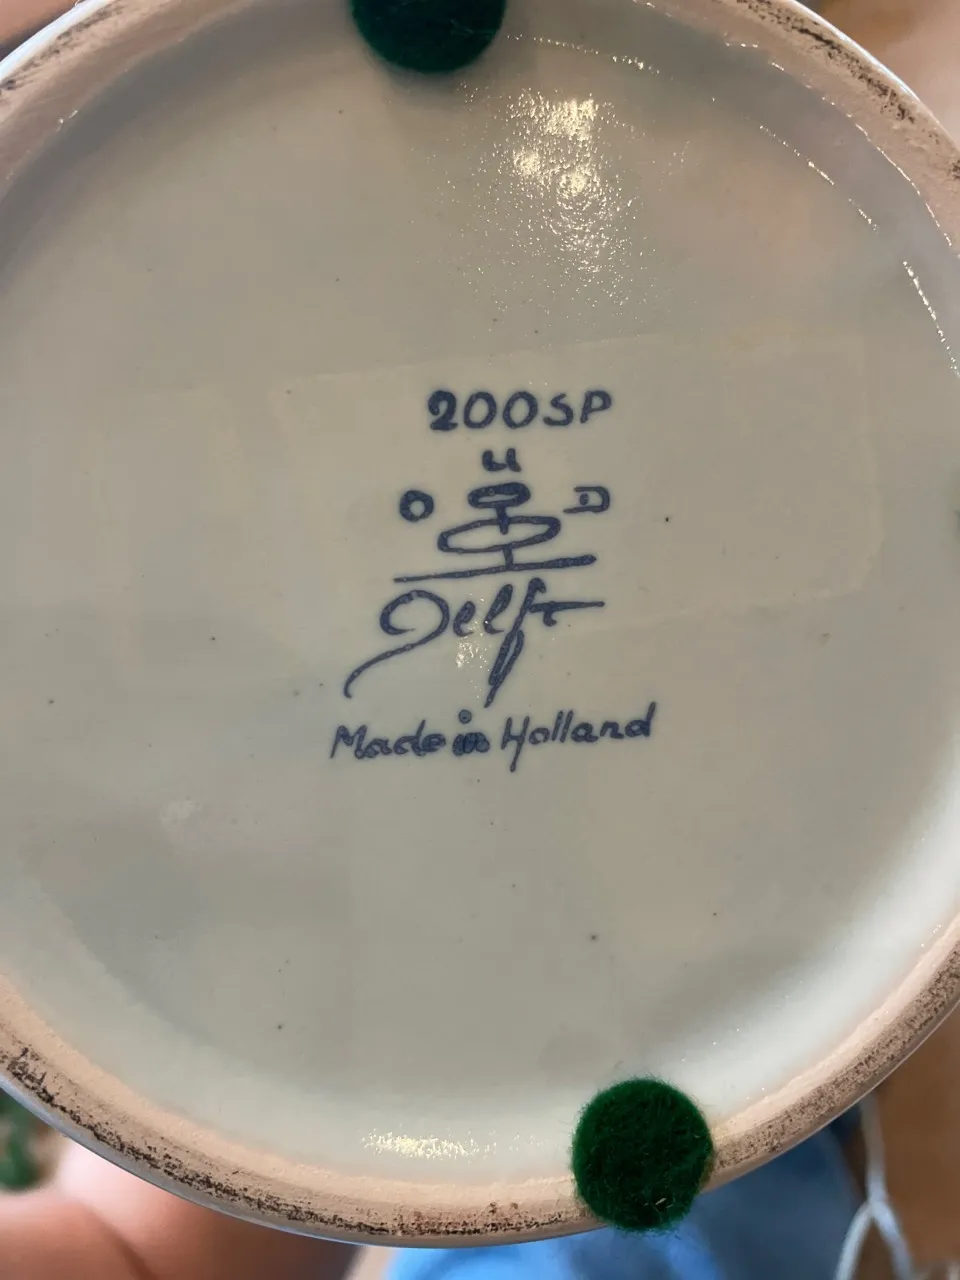 200SP
u
O D
Delft
Made in Holland